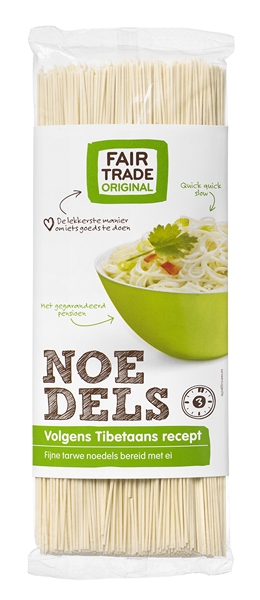 FAIR
TRADE
ORIGINAL
Quick quick
slow
De lekkerste manier
om iets goeds te doen
Met gegarandeerd
pensioen
NOE
DELS
3
Volgens Tibetaans recept
Fijne tarwe noedels bereid met ei